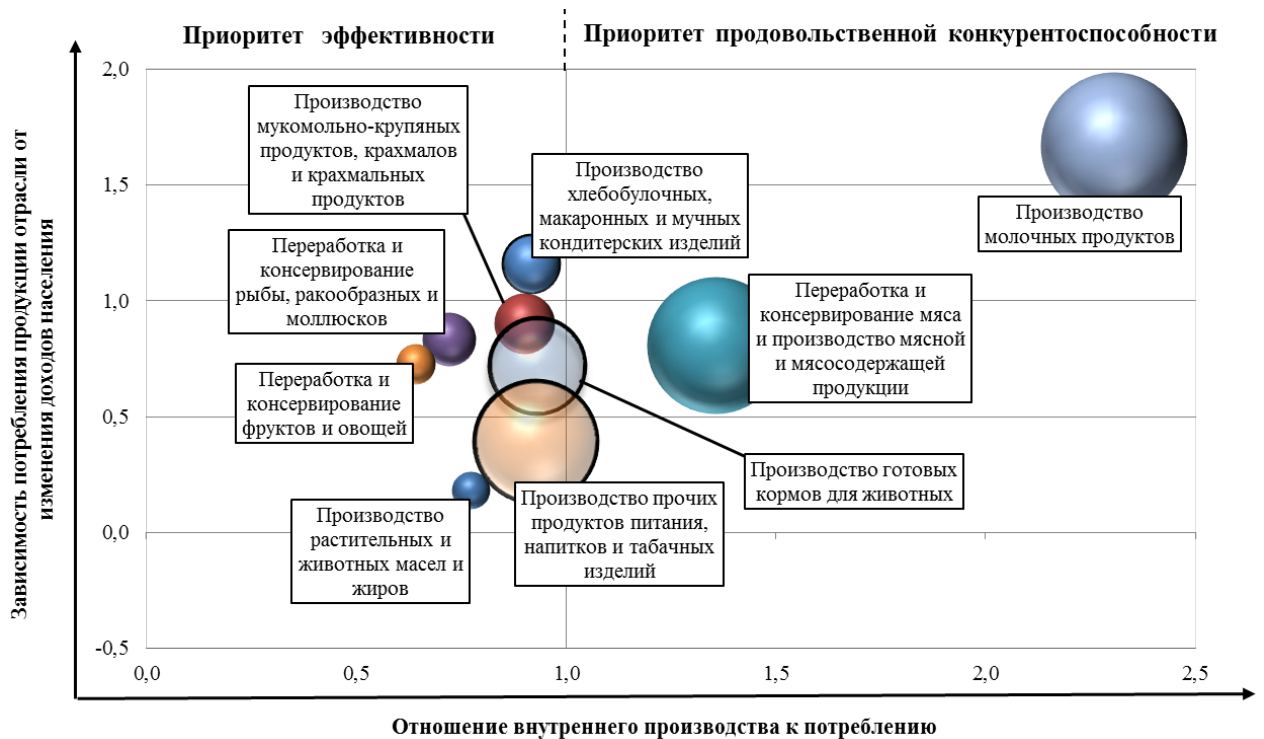 Приоритет эффективности
Приоритет продовольственной конкурентоспособности
Зависимость потребления продукции отрасли от
изменения доходов населения
2,0
1,5
1,0
0,5
0,0
-0,5
Производство
мукомольно-крупяных
продуктов, крахмалов
и крахмальных
продуктов
Производство
хлебобулочных,
макаронных и мучных
кондитерских изделий
Производство
молочных продуктов
Переработка и
консервирование
рыбы, ракообразных и
моллюсков
Переработка и
консервирование мяса
и производство мясной
и мясосодержащей
продукции
Переработка и
консервирование
фруктов и овощей
Производство готовых
кормов для животных
Производство
растительных и
животных масел и
жиров
Производство прочих
продуктов питания,
напитков и табачных
изделий
0,0
0,5
1,0
1,5
2,0
2,5
Отношение внутреннего производства к потреблению